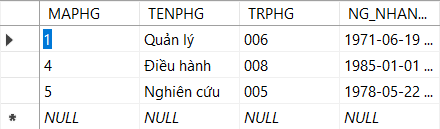 MAPHG TENPHG TRPHG NG_NHAN...
1 Quản lý 006 1971-06-19 ...
4 Điều hành 008 1985-01-01 ...
5 Nghiên cứu 005 1978-05-22 ...
NULL NULL NULL NULL